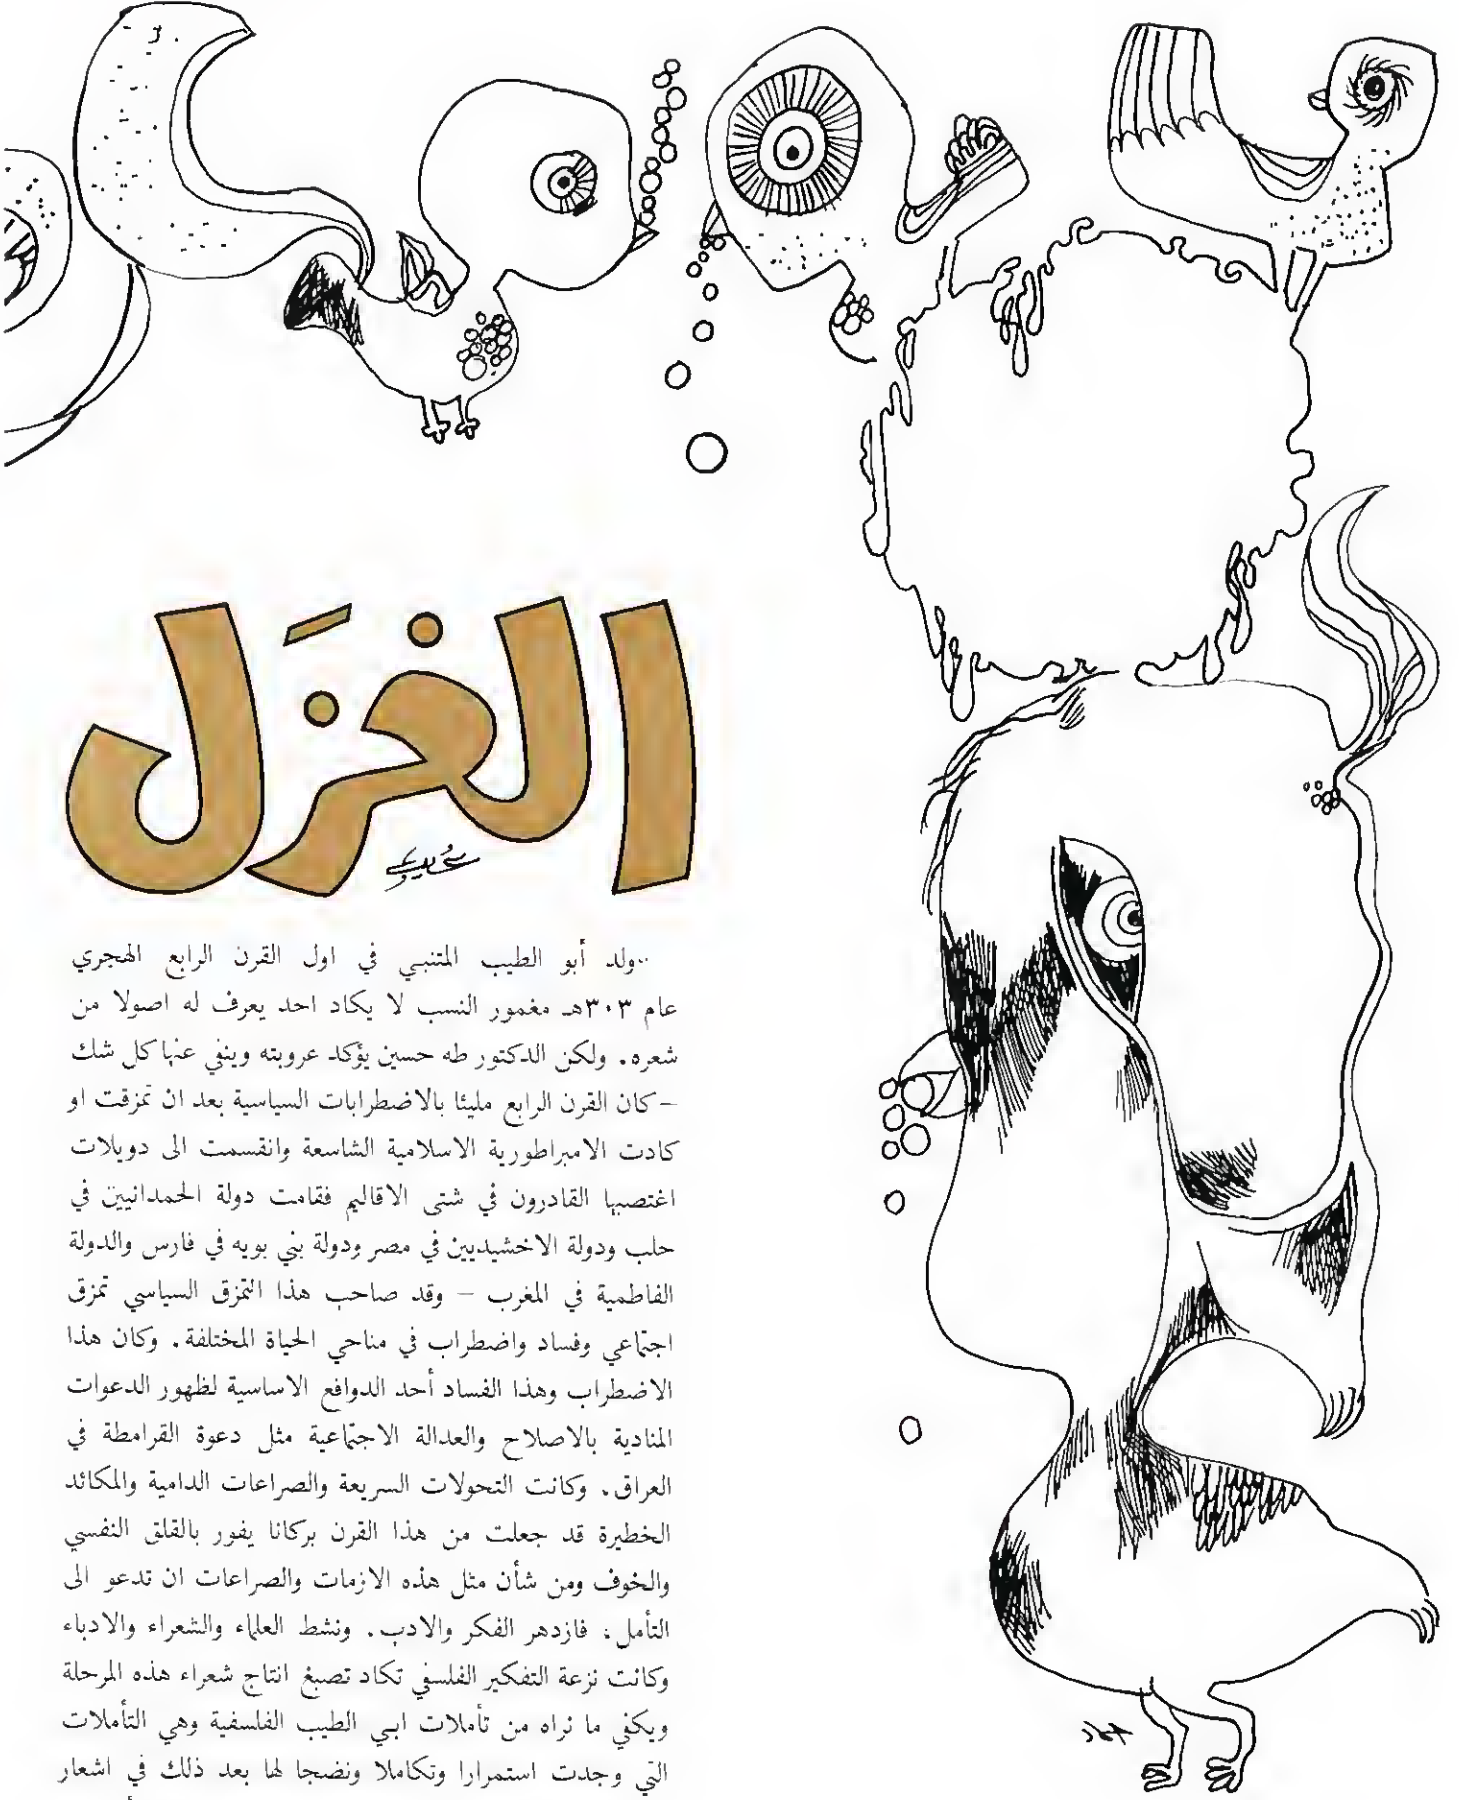 الغَزَل
..ولد أبو الطيب المتنبي في اول القرن الرابع الهجري
عام ٣٠٣هـ مغمور النسب لا يكاد احد يعرف له اصولا من
شعره. ولكن الدكتور طه حسين يؤكد عروبته وينفي عنها كل شك
– كان القرن الرابع مليئا بالاضطرابات السياسية بعد ان تمزقت او
كادت الامبراطورية الاسلامية الشاسعة وانقسمت الى دويلات
اغتصبها القادرون في شتى الاقاليم فقامت دولة الحمدانيين في
حلب ودولة الاخشيديين في مصر ودولة بني بويه في فارس والدولة
الفاطمية في المغرب – وقد صاحب هذا التمزق السياسي تمزق
اجتماعي وفساد واضطراب في مناحي الحياة المختلفة. وكان هذا
الاضطراب وهذا الفساد أحد الدوافع الاساسية لظهور الدعوات
المنادية بالاصلاح والعدالة الاجتماعية مثل دعوة القرامطة في
العراق. وكانت التحولات السريعة والصراعات الدامية والمكائد
الخطيرة قد جعلت من هذا القرن بركانا يفور بالقلق النفسي
والخوف ومن شأن مثل هذه الازمات والصراعات ان تدعو الى
التأمل، فازدهر الفكر والادب. ونشط العلماء والشعراء والادباء
وكانت نزعة التفكير الفلسفي تكاد تصبغ انتاج شعراء هذه المرحلة
ويكفي ما نراه من تأملات ابي الطيب الفلسفية وهي التأملات
التي وجدت استمرارا وتكاملا ونضجا لها بعد ذلك في اشعار